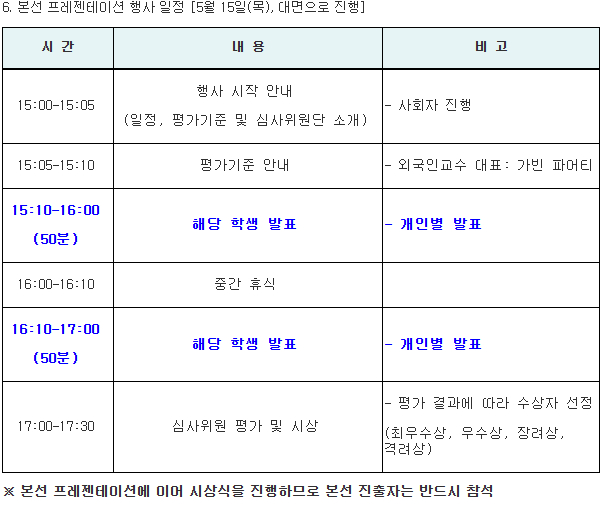 6. 본선 프레젠테이션 행사 일정 [5월 15일(목), 대면으로 진행]
시 간 내 용 비 고
15:00-15:05 행사 시작 안내
(일정, 평가기준 및 심사위원단 소개) - 사회자 진행
15:05-15:10 평가기준 안내 - 외국인교수 대표: 가빈 파머티
15:10-16:00
(50분) 해당 학생 발표 - 개인별 발표
16:00-16:10 중간 휴식
16:10-17:00
(50분) 해당 학생 발표 - 개인별 발표
17:00-17:30 심사위원 평가 및 시상 - 평가 결과에 따라 수상자 선정
(최우수상, 우수상, 장려상,
격려상)
※ 본선 프레젠테이션에 이어 시상식을 진행하므로 본선 진출자는 반드시 참석